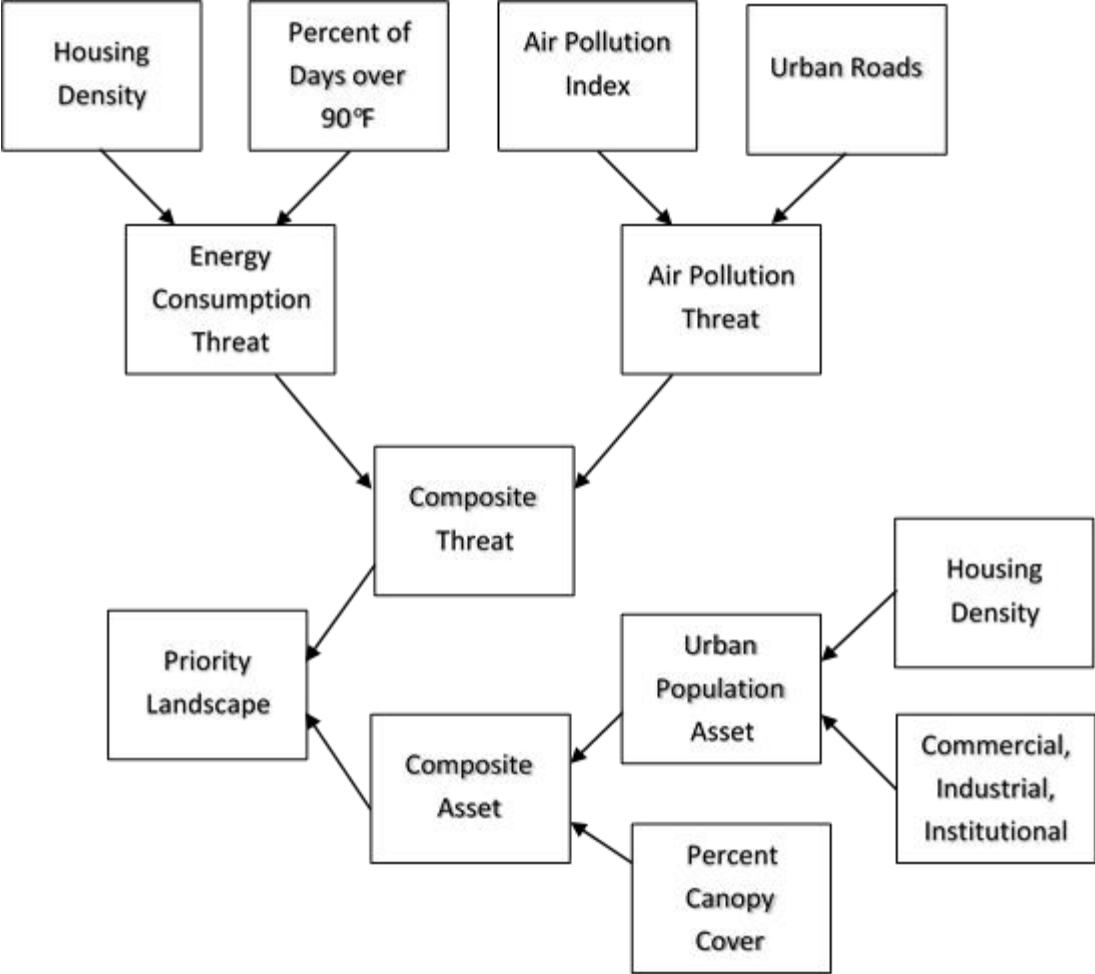 Housing
Density
Percent of
Days over
90°F
Air Pollution
Index
Urban Roads
Energy
Consumption
Threat
Air Pollution
Threat
Composite
Threat
Housing
Density
Priority
Landscape
Urban
Population
Asset
Composite
Asset
Commercial,
Industrial,
Institutional
Percent
Canopy
Cover